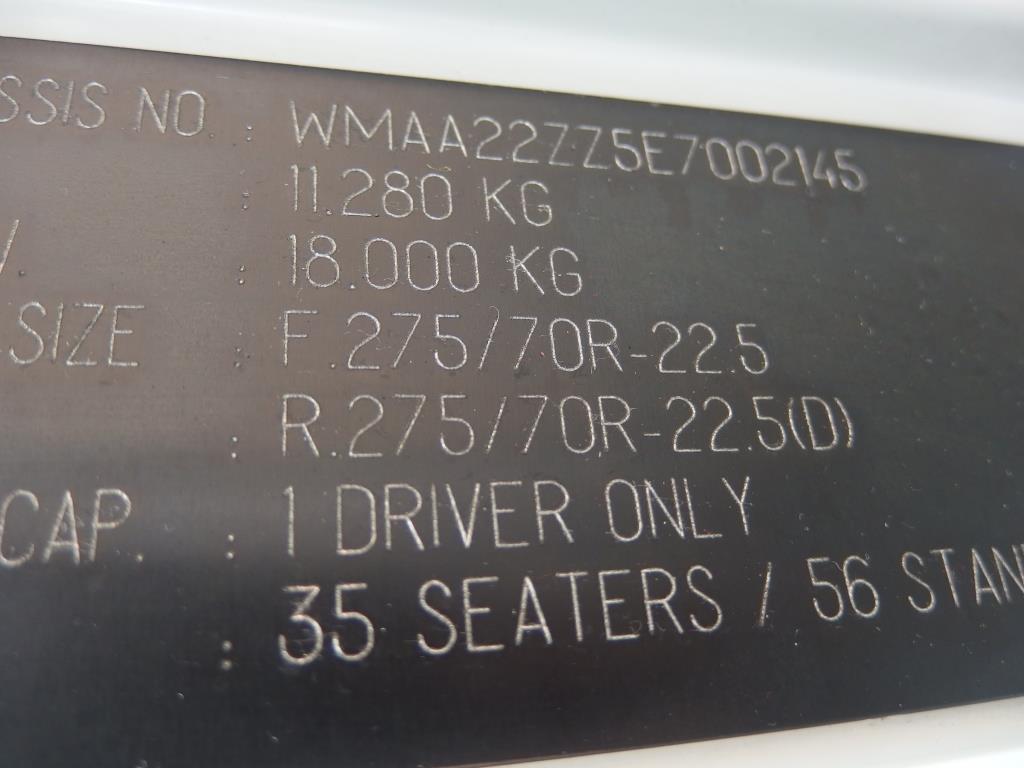 SSIS NO : WMAA22ZZ5E7002145
: 11.280 KG
/. : 18.000 KG
SIZE : F.275/70R-22.5
: R.275/70R-22.5(D)
CAP. : 1 DRIVER ONLY
: 35 SEATERS / 56 STAN